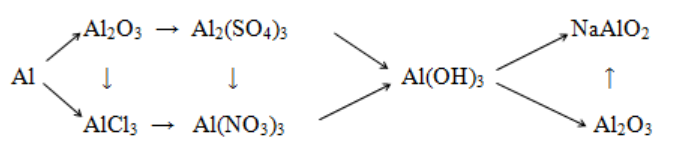 Al₂O₃ → Al₂(SO₄)₃ NaAlO₂
Al ↓ ↓ Al(OH)₃ ↑
AlCl₃ → Al(NO₃)₃ Al₂O₃